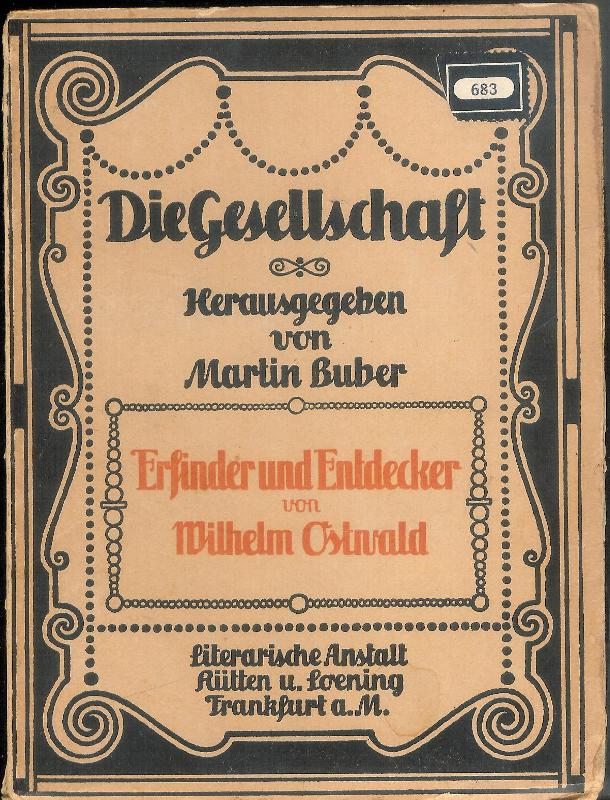 683
Die Gesellschaft
Herausgegeben
von
Martin Buber
Erfinder und Entdecker
von
Wilhelm Ostwald
Literarische Anstalt
Rütten u. Loening
Frankfurt a. M.